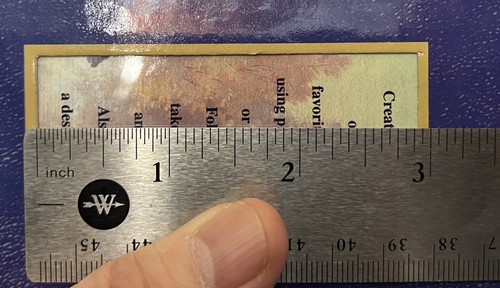 Creat
o
favori
using p
or
Fol
tak
an
Als
a des
inch 1 2 3
W
45 44 41 40 39 38 7